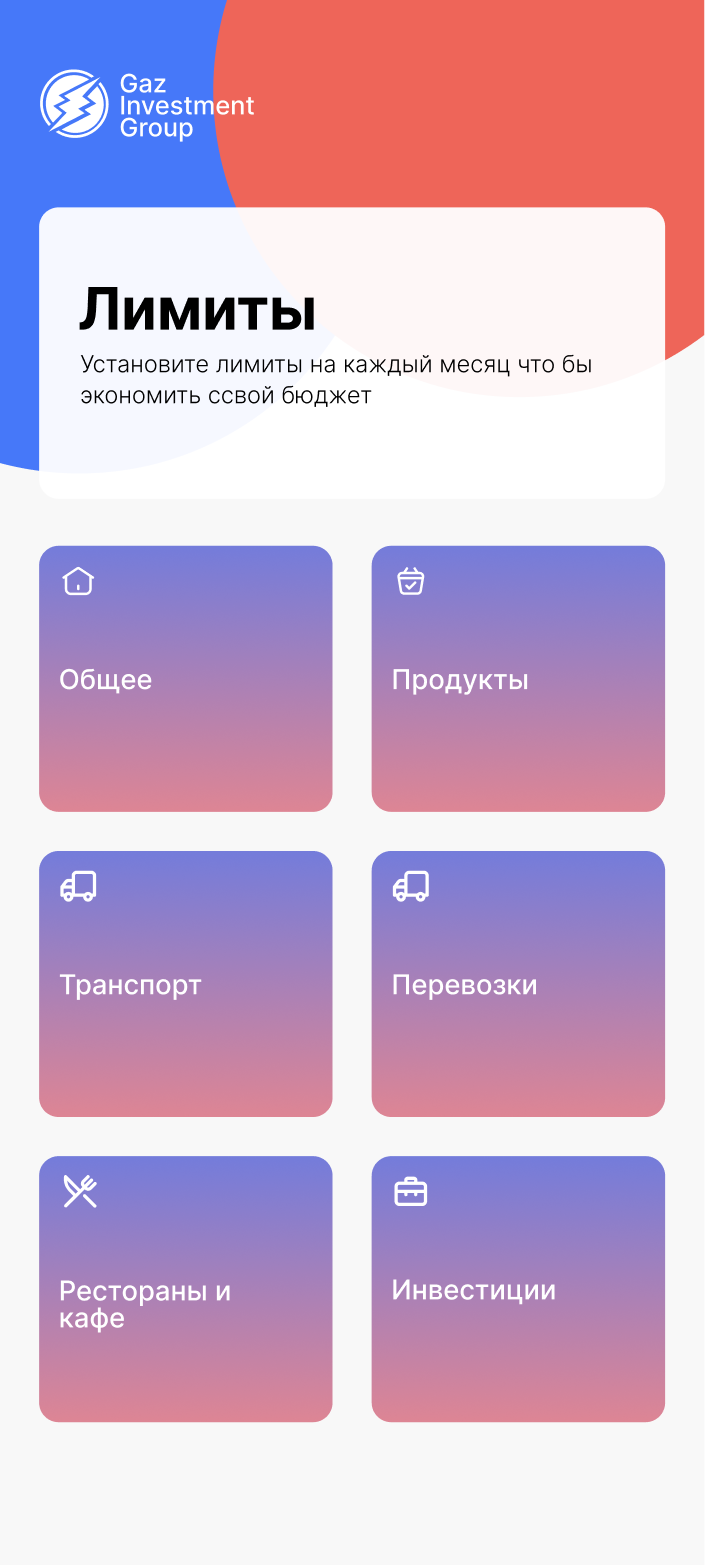 Gaz
Investment
Group
Лимиты
Установите лимиты на каждый месяц что бы
экономить ссвой бюджет
Общее
Продукты
Транспорт
Перевозки
Рестораны и
кафе
Инвестиции